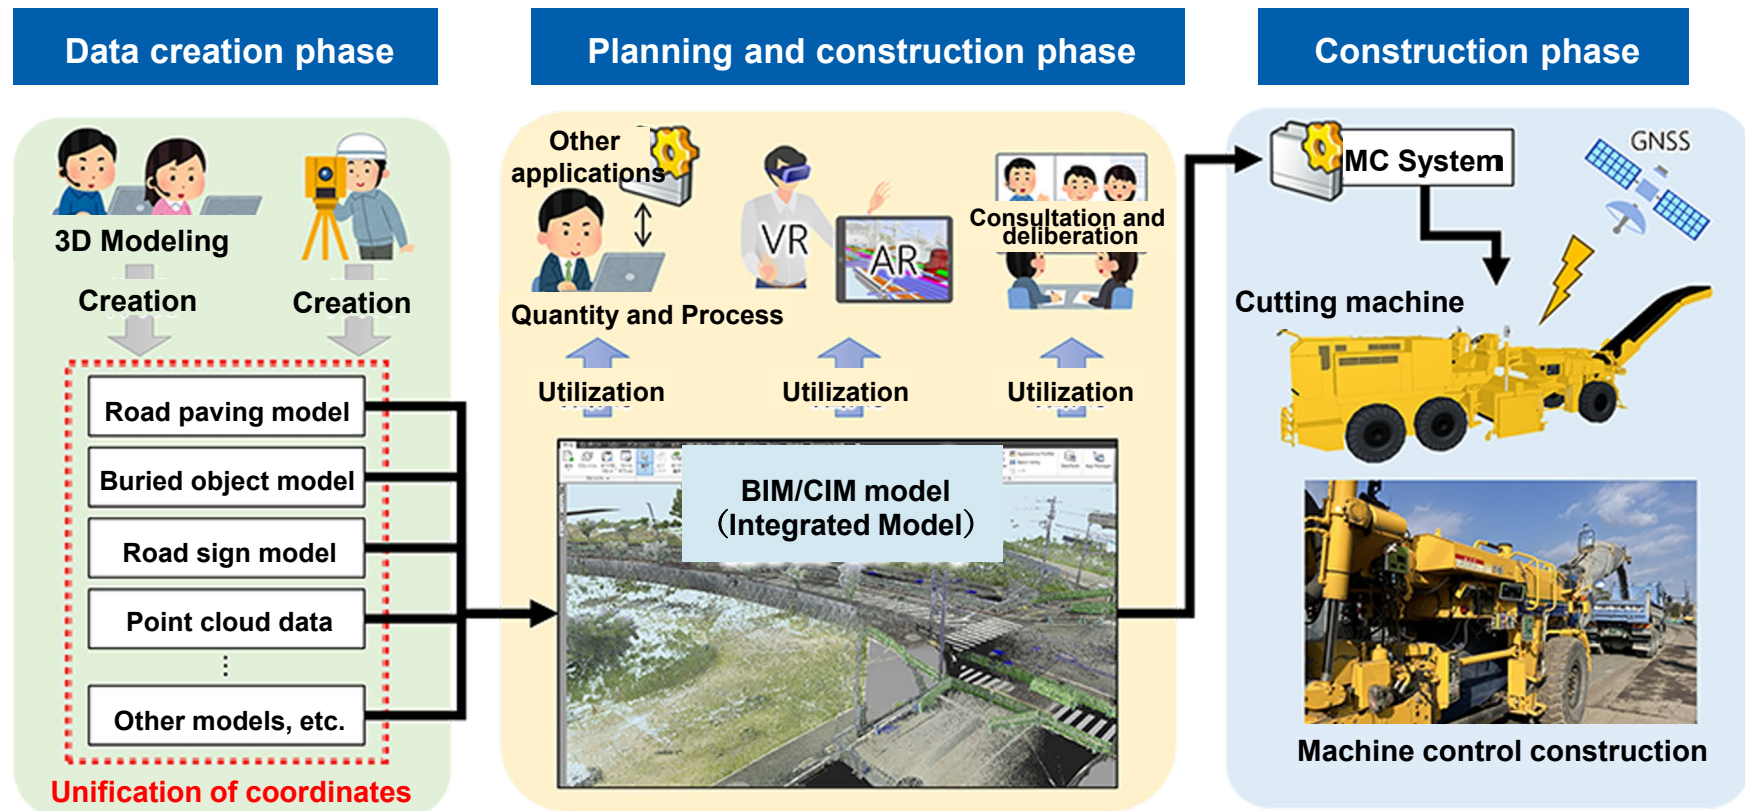 Data creation phase
Planning and construction phase
Construction phase
3D Modeling
Creation
Creation
Road paving model
Buried object model
Road sign model
Point cloud data
⋮
Other models, etc.
Unification of coordinates
Other
applications
Quantity and Process
VR
AR
Consultation and
deliberation
Utilization
Utilization
Utilization
BIM/CIM model
（Integrated Model）
MC System
GNSS
Cutting machine
Machine control construction